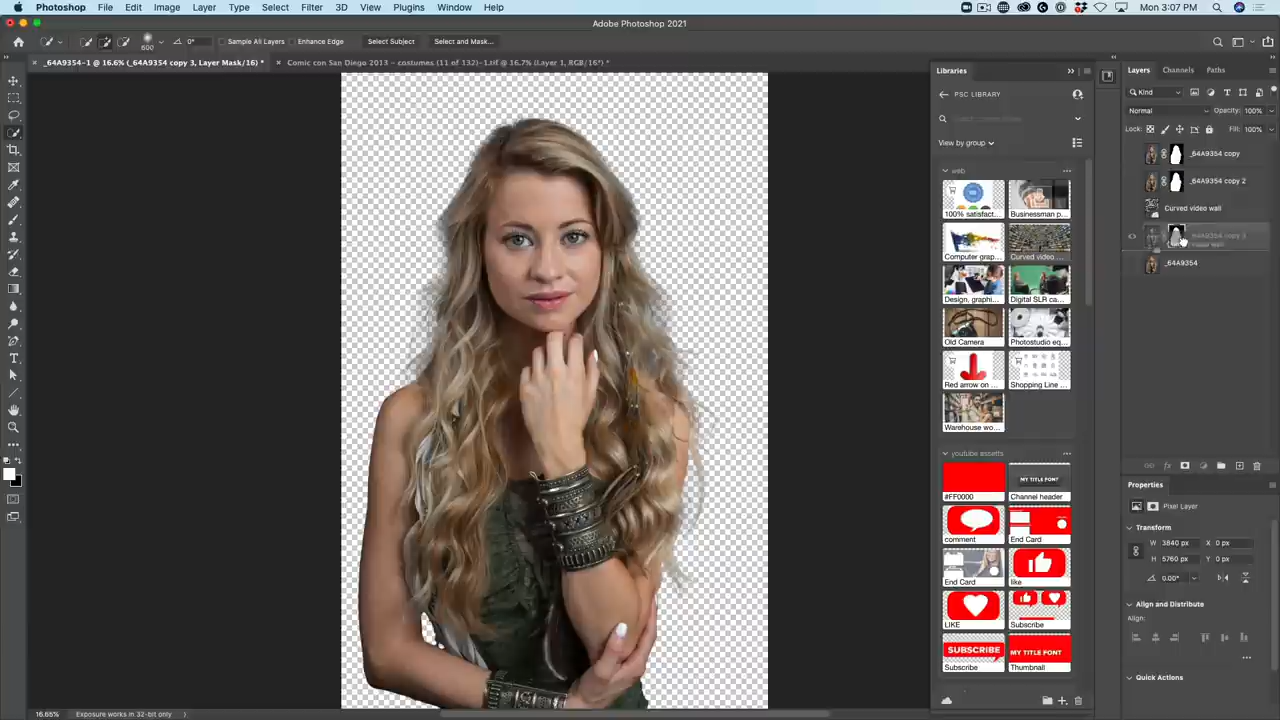 Photoshop File Edit Image Layer Type Select Filter 3D View Plugins Window Help Mon 3:07 PM
Adobe Photoshop 2021
600 0° Sample All Layers Enhance Edge Select Subject Select and Mask...
_64A9354-1 @ 16.6% (_64A9354 copy 3, Layer Mask/16) *
Comic con San Diego 2013 – costumes (11 of 132)-1.tif @ 16.7% (Layer 1, RGB/16*) *
Libraries
PSC LIBRARY
View by group
web
100% satisfact...
Businessman p...
Computer grap...
Curved video ...
Design, graphi...
Digital SLR ca...
Old Camera
Photostudio eq...
Red arrow on ...
Shopping Line ...
Warehouse wo...
youtube assets
#FF0000
MY TITLE FONT
Channel header
comment
End Card
End Card
like
LIKE
Subscribe
SUBSCRIBE
Subscribe
MY TITLE FONT
Thumbnail
Layers Channels Paths
Kind
Normal Opacity: 100%
Lock: Fill: 100%
_64A9354 copy
_64A9354 copy 2
Curved video wall
_64A9354 copy 3
_64A9354
Properties
Pixel Layer
Transform
W 3840 px X 0 px
H 5760 px Y 0 px
0.00°
Align and Distribute
Align:
Quick Actions
16.65% Exposure works in 32-bit only